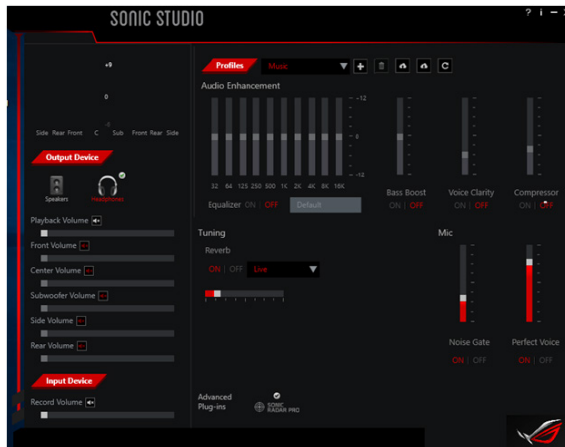 SONIC STUDIO
? i –
+9
0
-9
Side Rear Front C Sub Front Rear Side
Output Device
Speakers
Headphones
Playback Volume
Front Volume
Center Volume
Subwoofer Volume
Side Volume
Rear Volume
Input Device
Record Volume
Profiles
Music
Audio Enhancement
+12
0
-12
32 64 125 250 500 1K 2K 4K 8K 16K
Equalizer ON | OFF
Default
Bass Boost
ON | OFF
Voice Clarity
ON | OFF
Compressor
ON | OFF
Tuning
Reverb
ON | OFF
Live
Mic
Noise Gate
ON | OFF
Perfect Voice
ON | OFF
Advanced
Plug-ins
SONIC
RADAR PRO